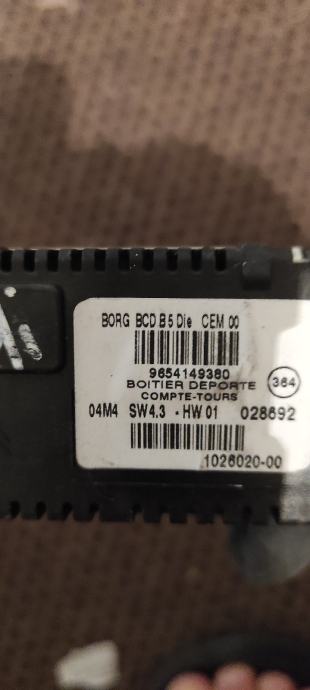 BORG BCD B5 Die CEM 00
9654149380
BOITIER DEPORTE
COMPTE-TOURS
364
04M4 SW4.3 - HW 01 028692
1026020-00